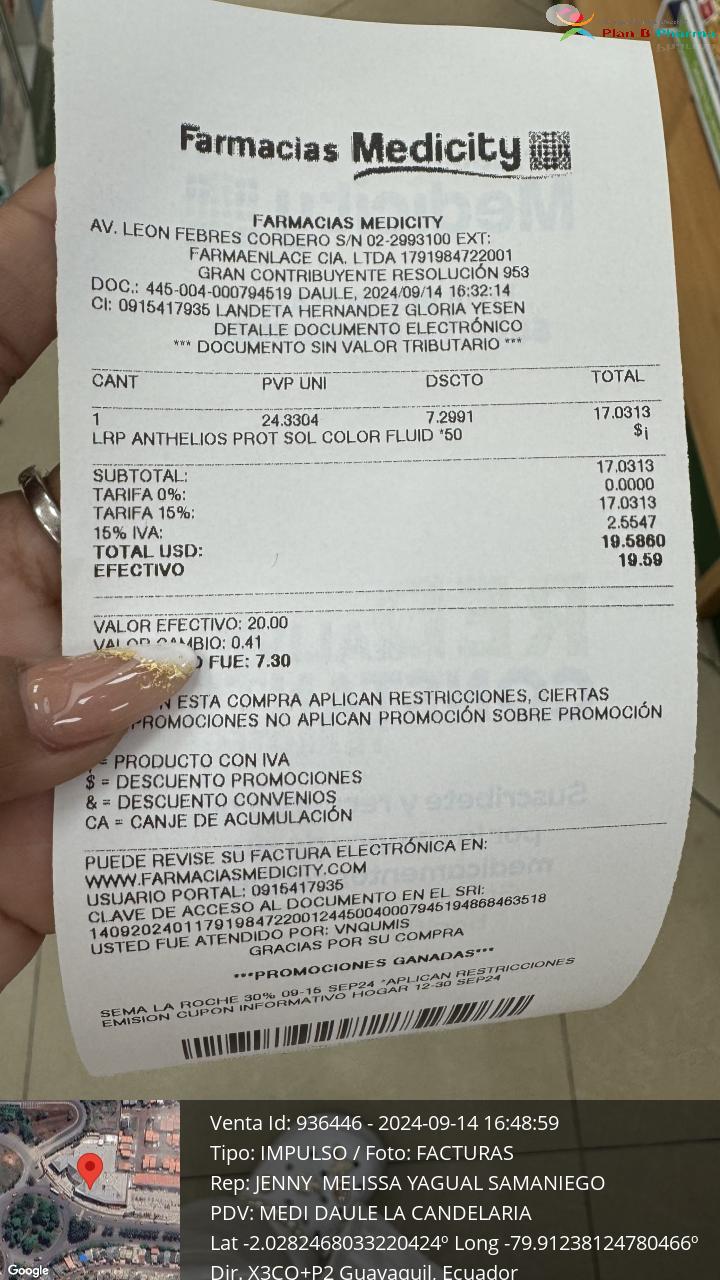 Plan B Pharma
Farmacias Medicity
FARMACIAS MEDICITY
AV. LEON FEBRES CORDERO S/N 02-2993100 EXT:
FARMAENLACE CIA. LTDA 1791984722001
GRAN CONTRIBUYENTE RESOLUCIÓN 953
DOC.: 445-004-000794519 DAULE, 2024/09/14 16:32:14
CI: 0915417935 LANDETA HERNANDEZ GLORIA YESEN
DETALLE DOCUMENTO ELECTRÓNICO
*** DOCUMENTO SIN VALOR TRIBUTARIO ***
CANT PVP UNI DSCTO TOTAL
1 24.3304 7.2991 17.0313
LRP ANTHELIOS PROT SOL COLOR FLUID *50 $¡
SUBTOTAL: 17.0313
TARIFA 0%: 0.0000
TARIFA 15%: 17.0313
15% IVA: 2.5547
TOTAL USD: 19.5860
EFECTIVO 19.59
VALOR EFECTIVO: 20.00
VALOR CAMBIO: 0.41
FUE: 7.30
ESTA COMPRA APLICAN RESTRICCIONES, CIERTAS
PROMOCIONES NO APLICAN PROMOCIÓN SOBRE PROMOCIÓN
= PRODUCTO CON IVA
$ = DESCUENTO PROMOCIONES
& = DESCUENTO CONVENIOS
CA = CANJE DE ACUMULACIÓN
PUEDE REVISE SU FACTURA ELECTRÓNICA EN:
WWW.FARMACIASMEDICITY.COM
USUARIO PORTAL: 0915417935
CLAVE DE ACCESO AL DOCUMENTO EN EL SRI:
1409202401179198472200124450040007945194868463518
USTED FUE ATENDIDO POR: VNQUMIS
GRACIAS POR SU COMPRA
***PROMOCIONES GANADAS***
SEMA LA ROCHE 30% 09-15 SEP24 *APLICAN RESTRICCIONES
EMISION CUPON INFORMATIVO HOGAR 12-30 SEP24
Venta Id: 936446 - 2024-09-14 16:48:59
Tipo: IMPULSO / Foto: FACTURAS
Rep: JENNY MELISSA YAGUAL SAMANIEGO
PDV: MEDI DAULE LA CANDELARIA
Lat -2.0282468033220424º Long -79.91238124780466º
Dir. X3CQ+P2 Guayaquil, Ecuador
Google